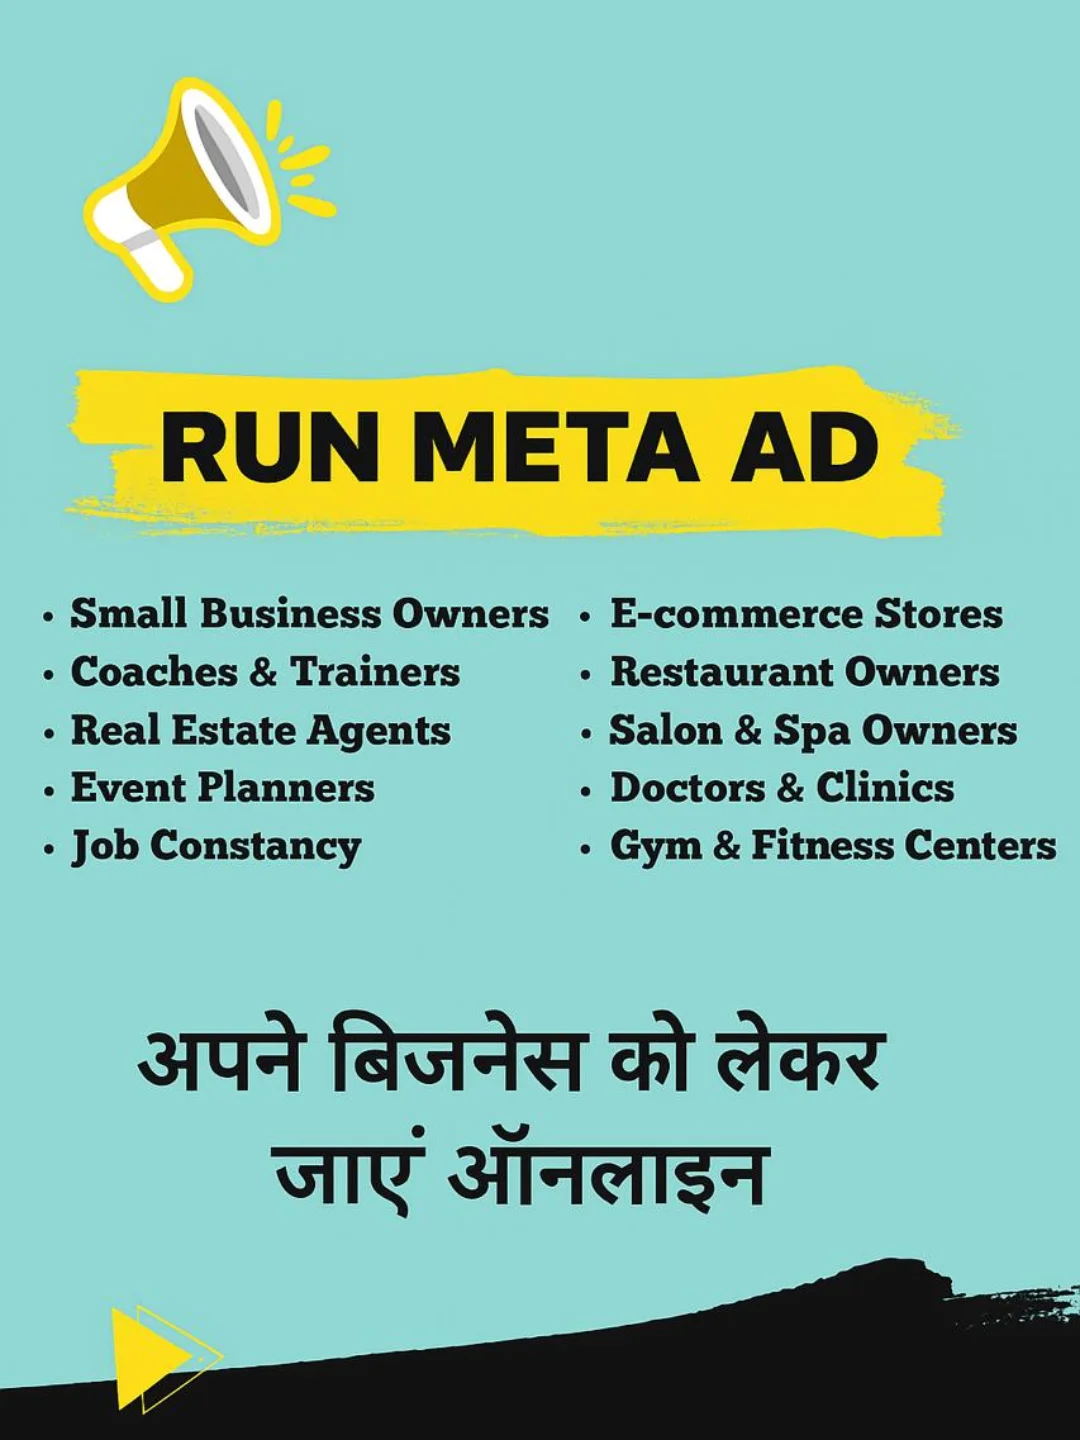 RUN META AD
• Small Business Owners
• Coaches & Trainers
• Real Estate Agents
• Event Planners
• Job Constancy
• E-commerce Stores
• Restaurant Owners
• Salon & Spa Owners
• Doctors & Clinics
• Gym & Fitness Centers
अपने बिजनेस को लेकर
जाएं ऑनलाइन